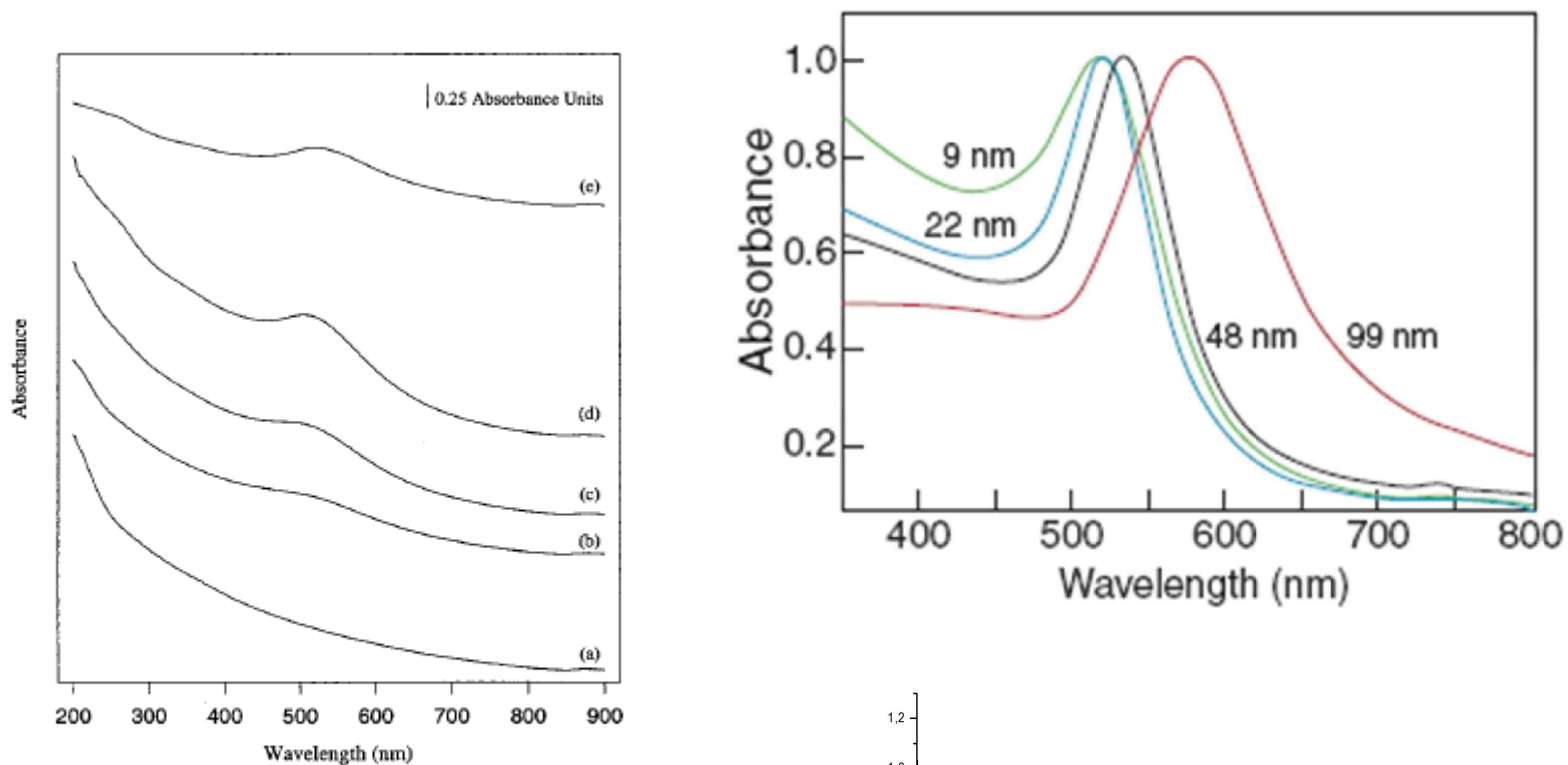 0.25 Absorbance Units
(e)
(d)
(c)
(b)
(a)
Absorbance
200 300 400 500 600 700 800 900
Wavelength (nm)
1.0
0.8
0.6
0.4
0.2
Absorbance
9 nm
22 nm
48 nm
99 nm
400 500 600 700 800
Wavelength (nm)
1,2